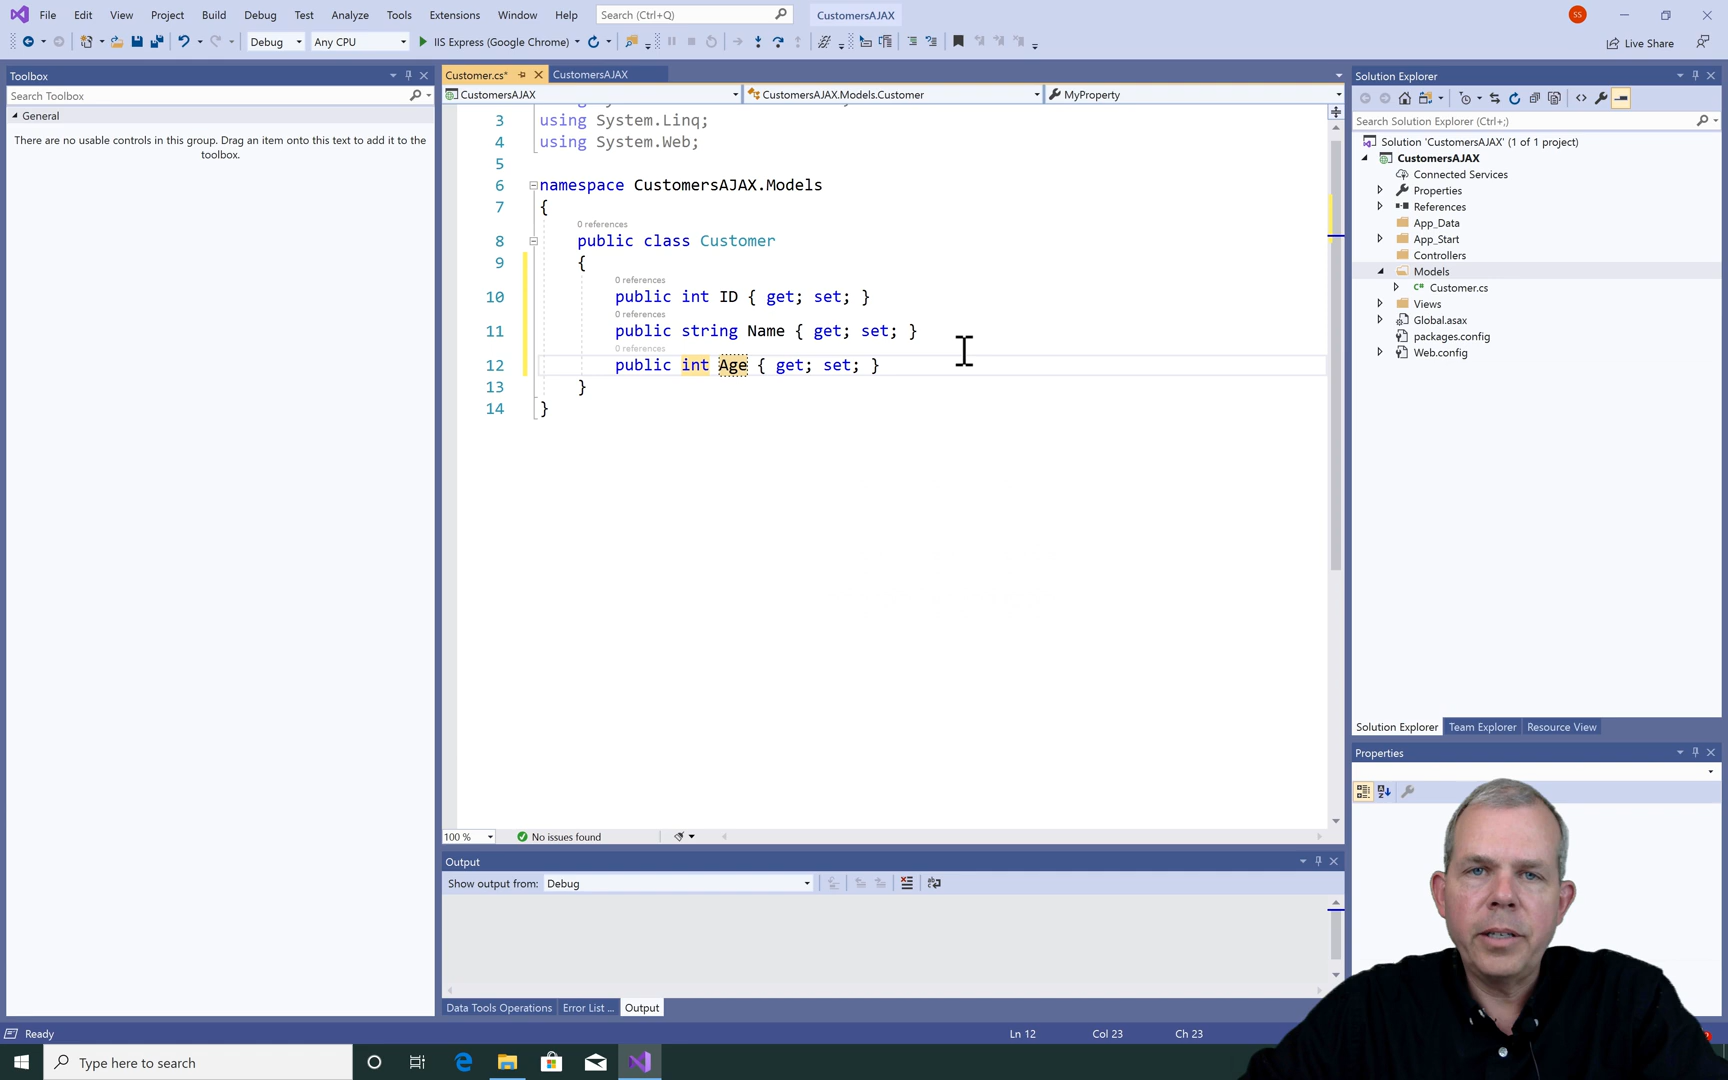 File Edit View Project Build Debug Test Analyze Tools Extensions Window Help Search (Ctrl+Q) CustomersAJAX SS
Debug Any CPU IIS Express (Google Chrome) Live Share
Toolbox
Search Toolbox
General
There are no usable controls in this group. Drag an item onto this text to add it to the
toolbox.
Customer.cs* CustomersAJAX
CustomersAJAX CustomersAJAX.Models.Customer MyProperty
3 using System.Linq;
4 using System.Web;
5
6 namespace CustomersAJAX.Models
7 {
0 references
8 public class Customer
9 {
0 references
10 public int ID { get; set; }
0 references
11 public string Name { get; set; }
0 references
12 public int Age { get; set; }
13 }
14 }
100 % No issues found
Output
Show output from: Debug
Data Tools Operations Error List ... Output
Solution Explorer
Search Solution Explorer (Ctrl+;)
Solution 'CustomersAJAX' (1 of 1 project)
CustomersAJAX
Connected Services
Properties
References
App_Data
App_Start
Controllers
Models
C# Customer.cs
Views
Global.asax
packages.config
Web.config
Solution Explorer Team Explorer Resource View
Properties
Ready Ln 12 Col 23 Ch 23
Type here to search